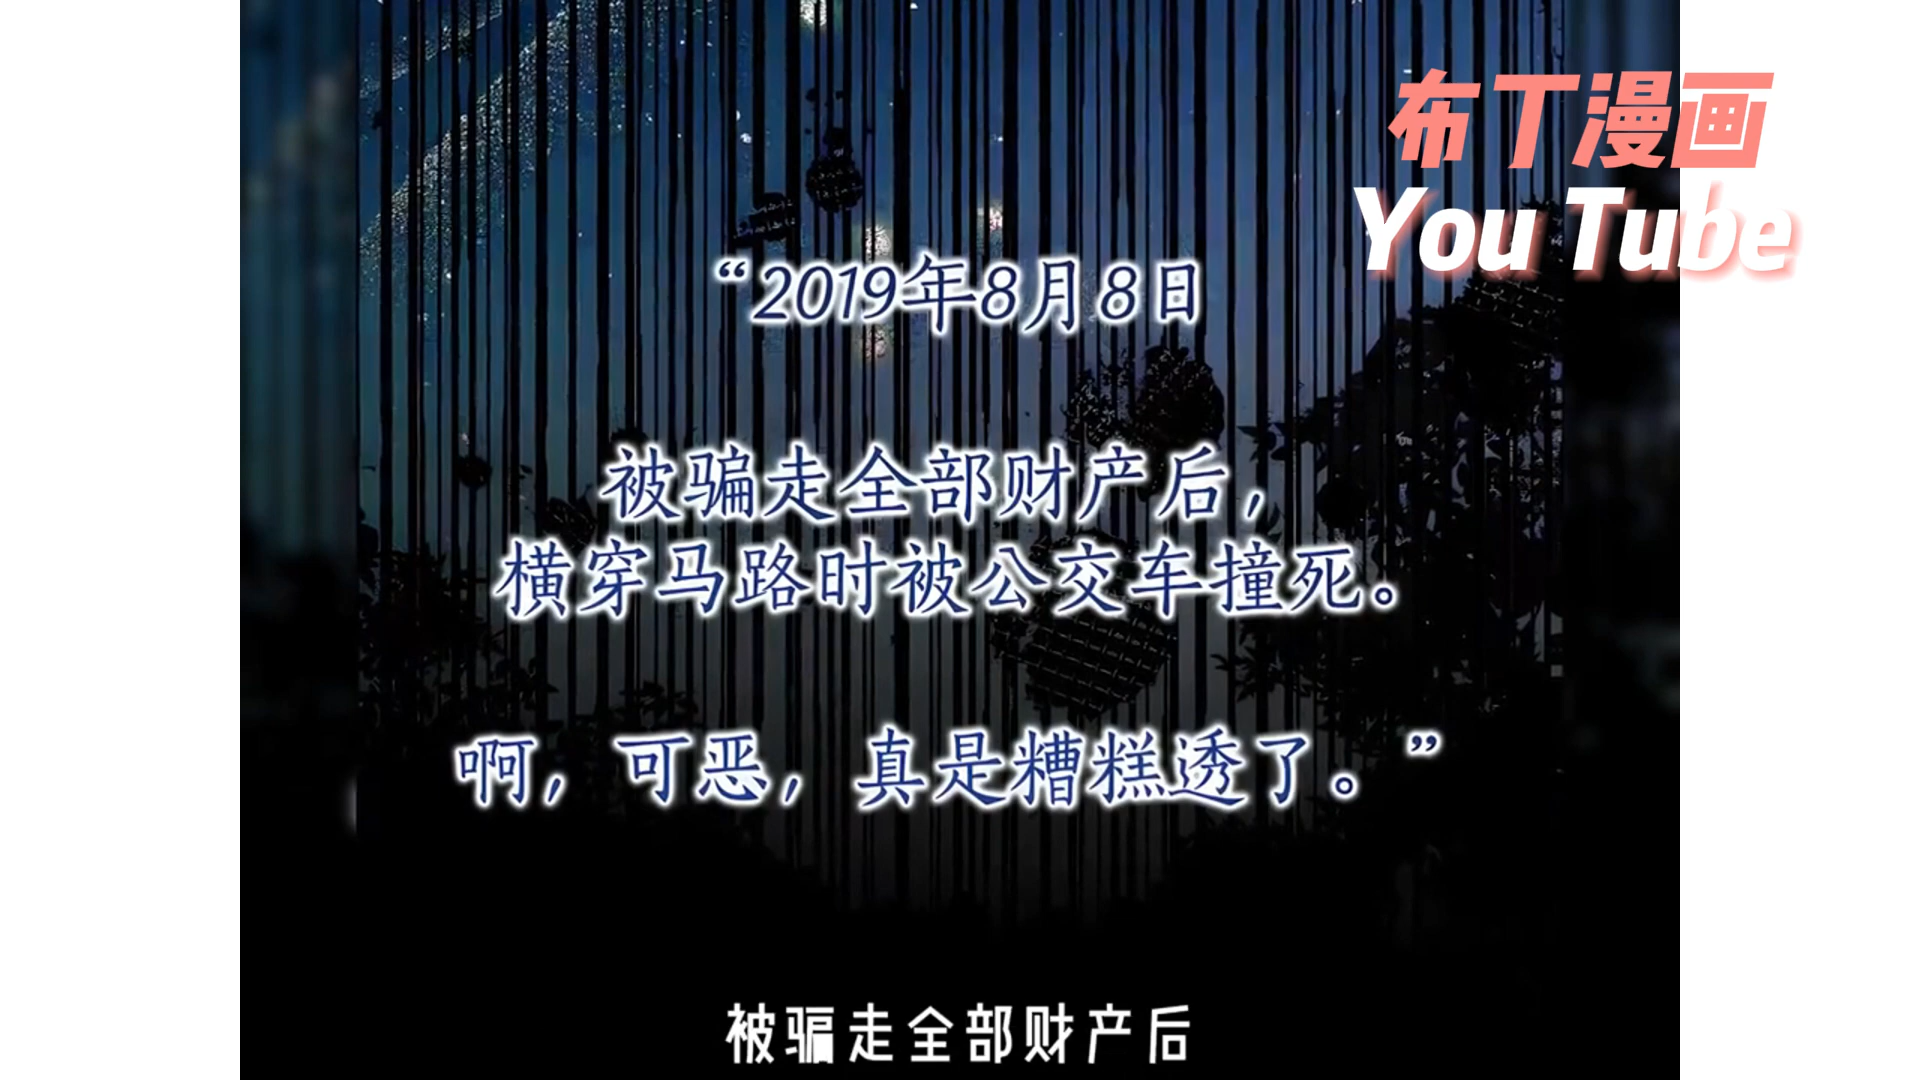 布丁漫画
YouTube
“2019年8月8日
被骗走全部财产后，
横穿马路时被公交车撞死。
啊，可恶，真是糟糕透了。”
被骗走全部财产后